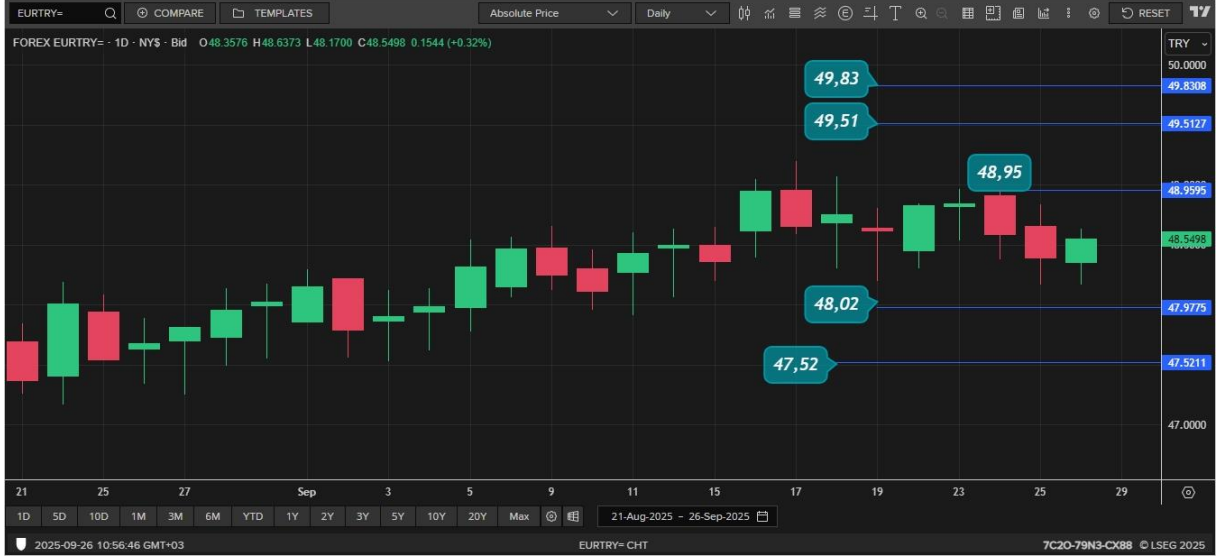 EURTRY= COMPARE TEMPLATES Absolute Price Daily RESET
FOREX EURTRY= · 1D · NY$ · Bid O48.3576 H48.6373 L48.1700 C48.5498 0.1544 (+0.32%) TRY
50.0000
49,83 49.8308
49,51 49.5127
48,95
48.9595
48.5498
48,02 47.9775
47,52 47.5211
47.0000
21 25 27 Sep 3 5 9 11 15 17 19 23 25 29
1D 5D 10D 1M 3M 6M YTD 1Y 2Y 3Y 5Y 10Y 20Y Max 21-Aug-2025 - 26-Sep-2025
2025-09-26 10:56:46 GMT+03 EURTRY= CHT 7C2O-79N3-CX88 © LSEG 2025